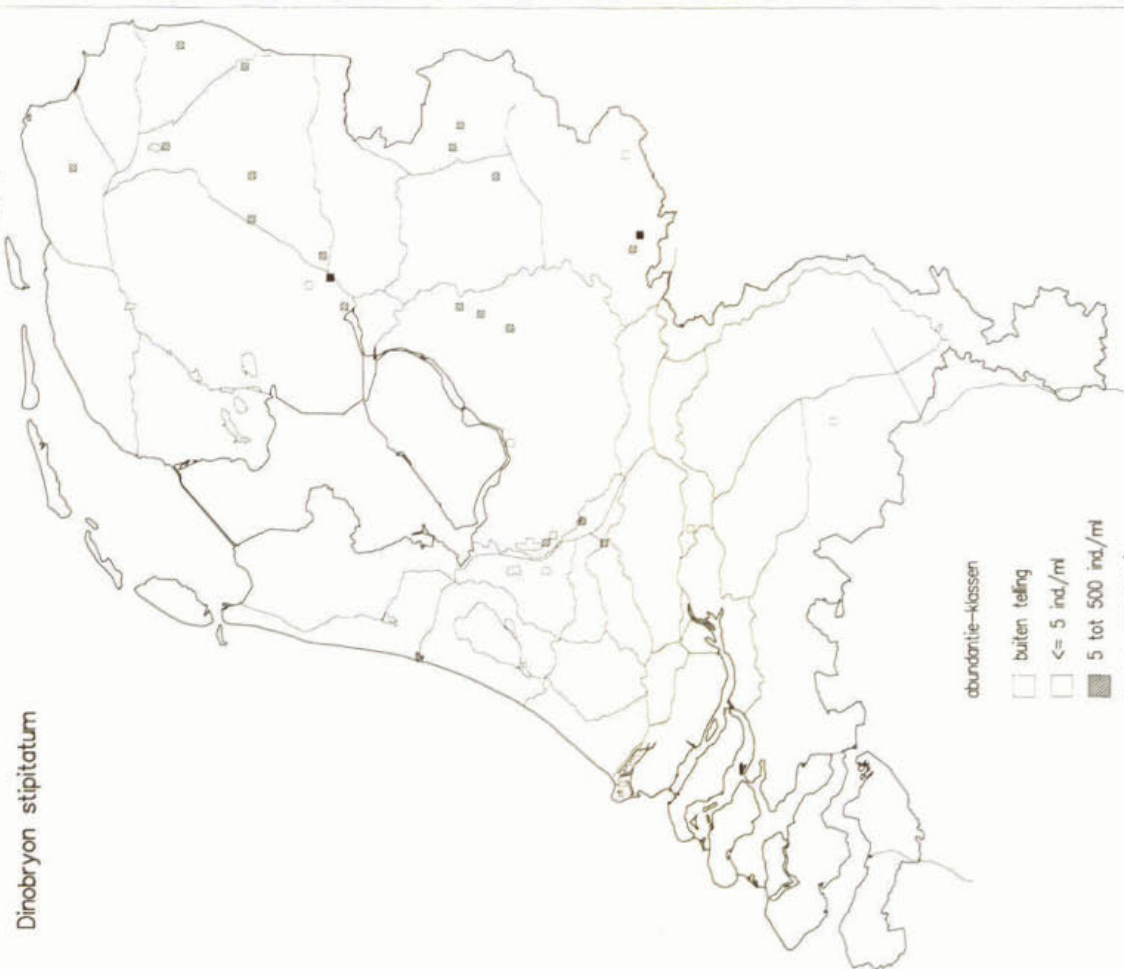 Dinobryon stipitatum
abundantie-klassen
buiten telling
<= 5 ind./ml
5 tot 500 ind./ml